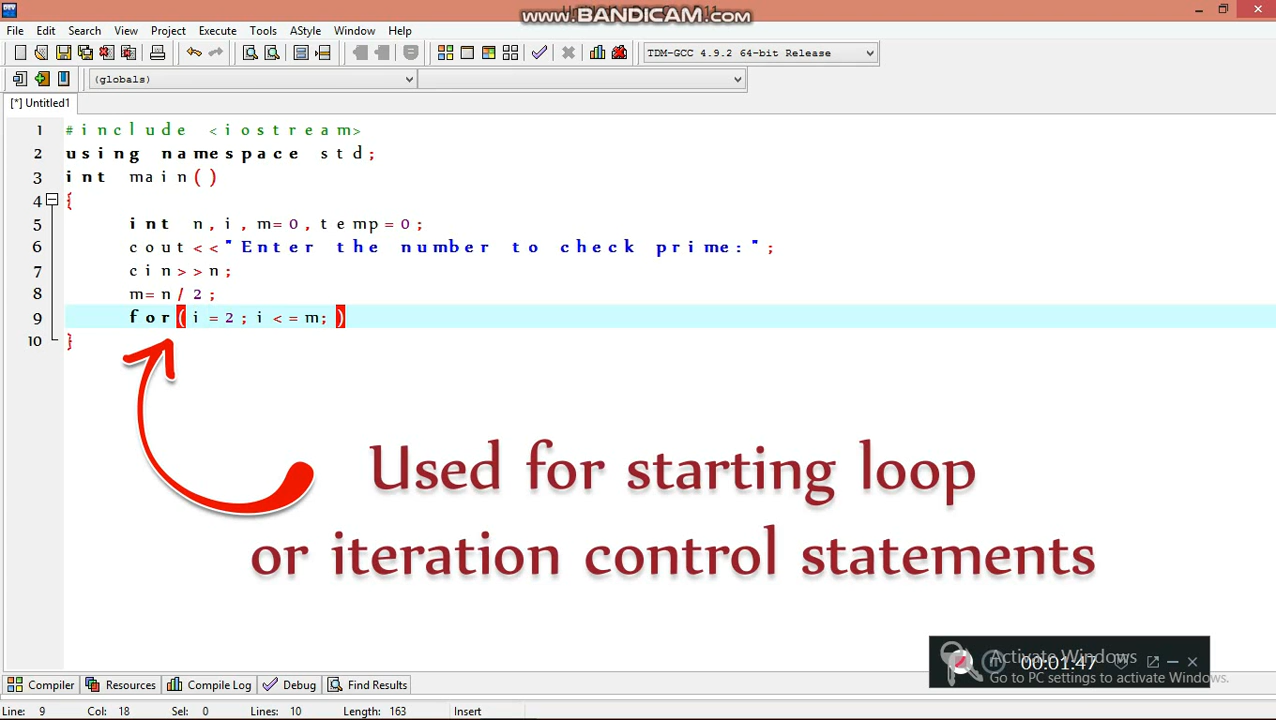 www.BANDICAM.com
File Edit Search View Project Execute Tools AStyle Window Help
TDM-GCC 4.9.2 64-bit Release
(globals)
[*] Untitled1
1 #include <iostream>
2 using namespace std;
3 int main()
4 {
5 int n,i,m=0,temp=0;
6 cout<<"Enter the number to check prime:";
7 cin>>n;
8 m=n/2;
9 for(i=2;i<=m;)
10 }
Used for starting loop
or iteration control statements
Activate Windows
00:01:47
Go to PC settings to activate Windows.
Compiler Resources Compile Log Debug Find Results
Line: 9 Col: 18 Sel: 0 Lines: 10 Length: 163 Insert